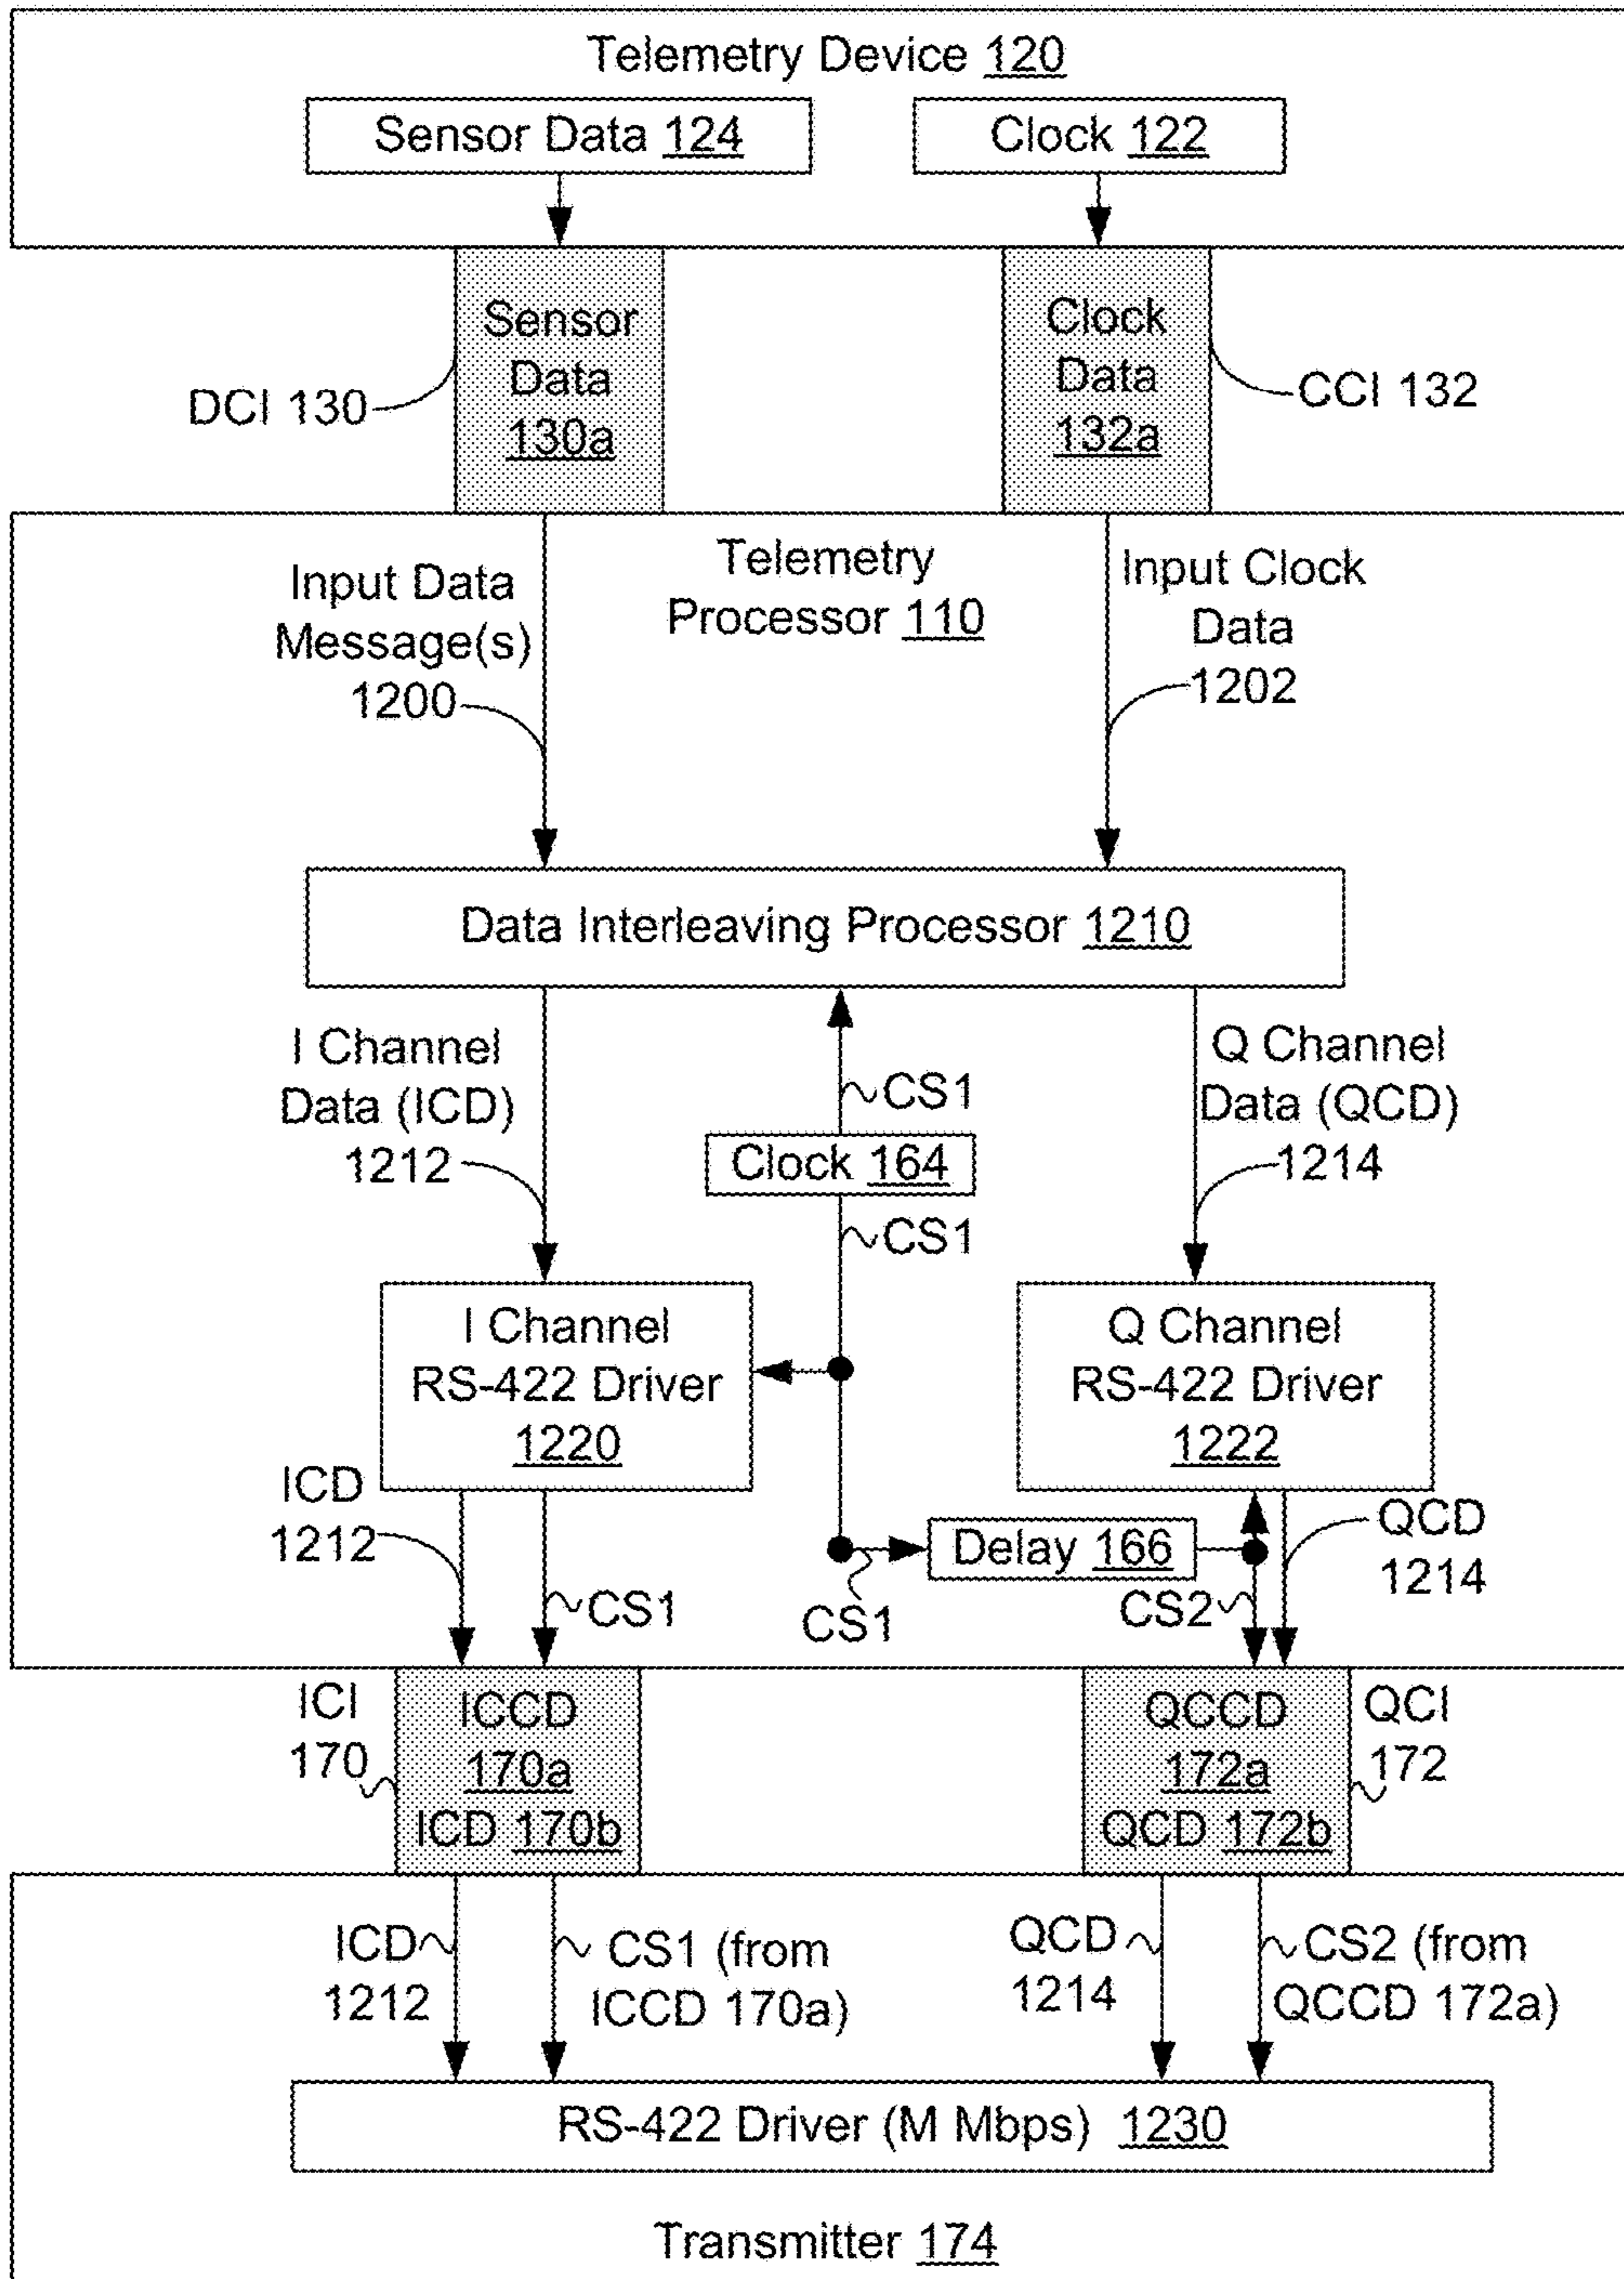 Telemetry Device 120
Sensor Data 124
Clock 122
Sensor
Data
130a
Clock
Data
132a
DCI 130
CCI 132
Telemetry
Processor 110
Input Data
Message(s)
1200
Input Clock
Data
1202
Data Interleaving Processor 1210
I Channel
Data (ICD)
1212
CS1
Clock 164
CS1
Q Channel
Data (QCD)
1214
I Channel
RS-422 Driver
1220
Q Channel
RS-422 Driver
1222
ICD
1212
CS1
CS1
Delay 166
CS2
QCD
1214
ICI
170
ICCD
170a
ICD 170b
QCCD
172a
QCD 172b
QCI
172
ICD
1212
CS1 (from
ICCD 170a)
QCD
1214
CS2 (from
QCCD 172a)
RS-422 Driver (M Mbps) 1230
Transmitter 174